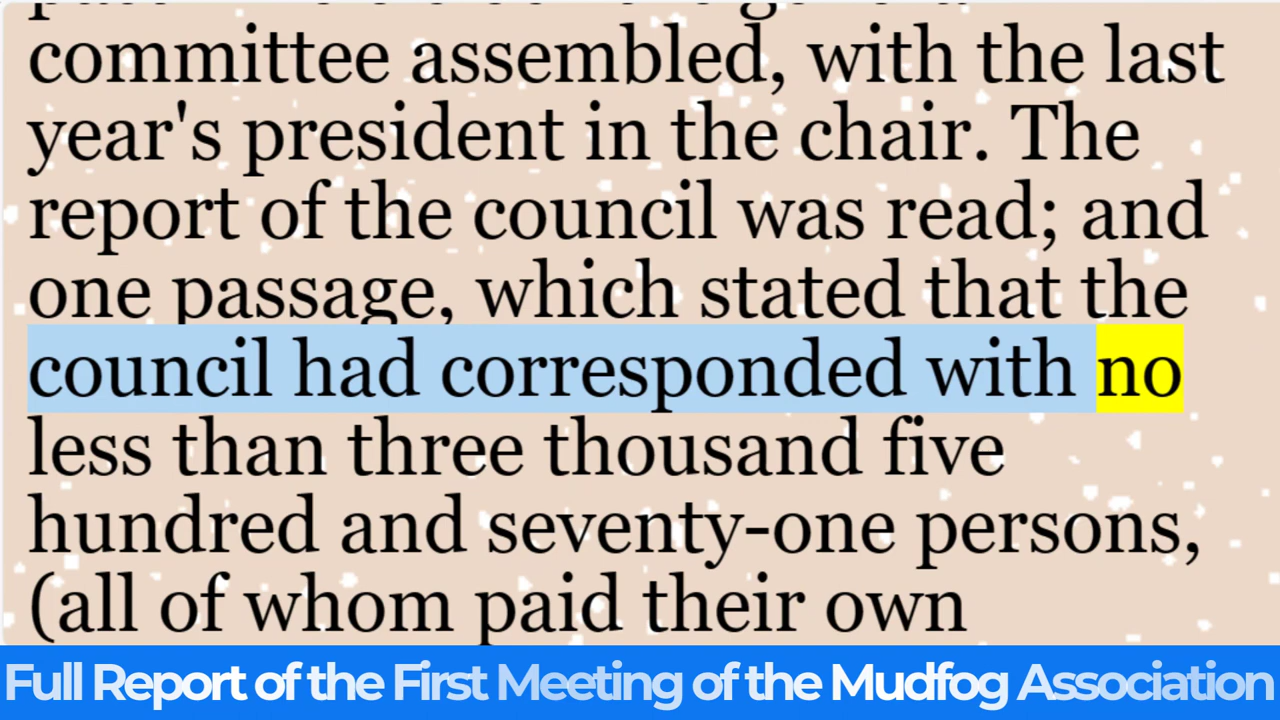 committee assembled, with the last
year's president in the chair. The
report of the council was read; and
one passage, which stated that the
council had corresponded with no
less than three thousand five
hundred and seventy-one persons,
(all of whom paid their own
Full Report of the First Meeting of the Mudfog Association